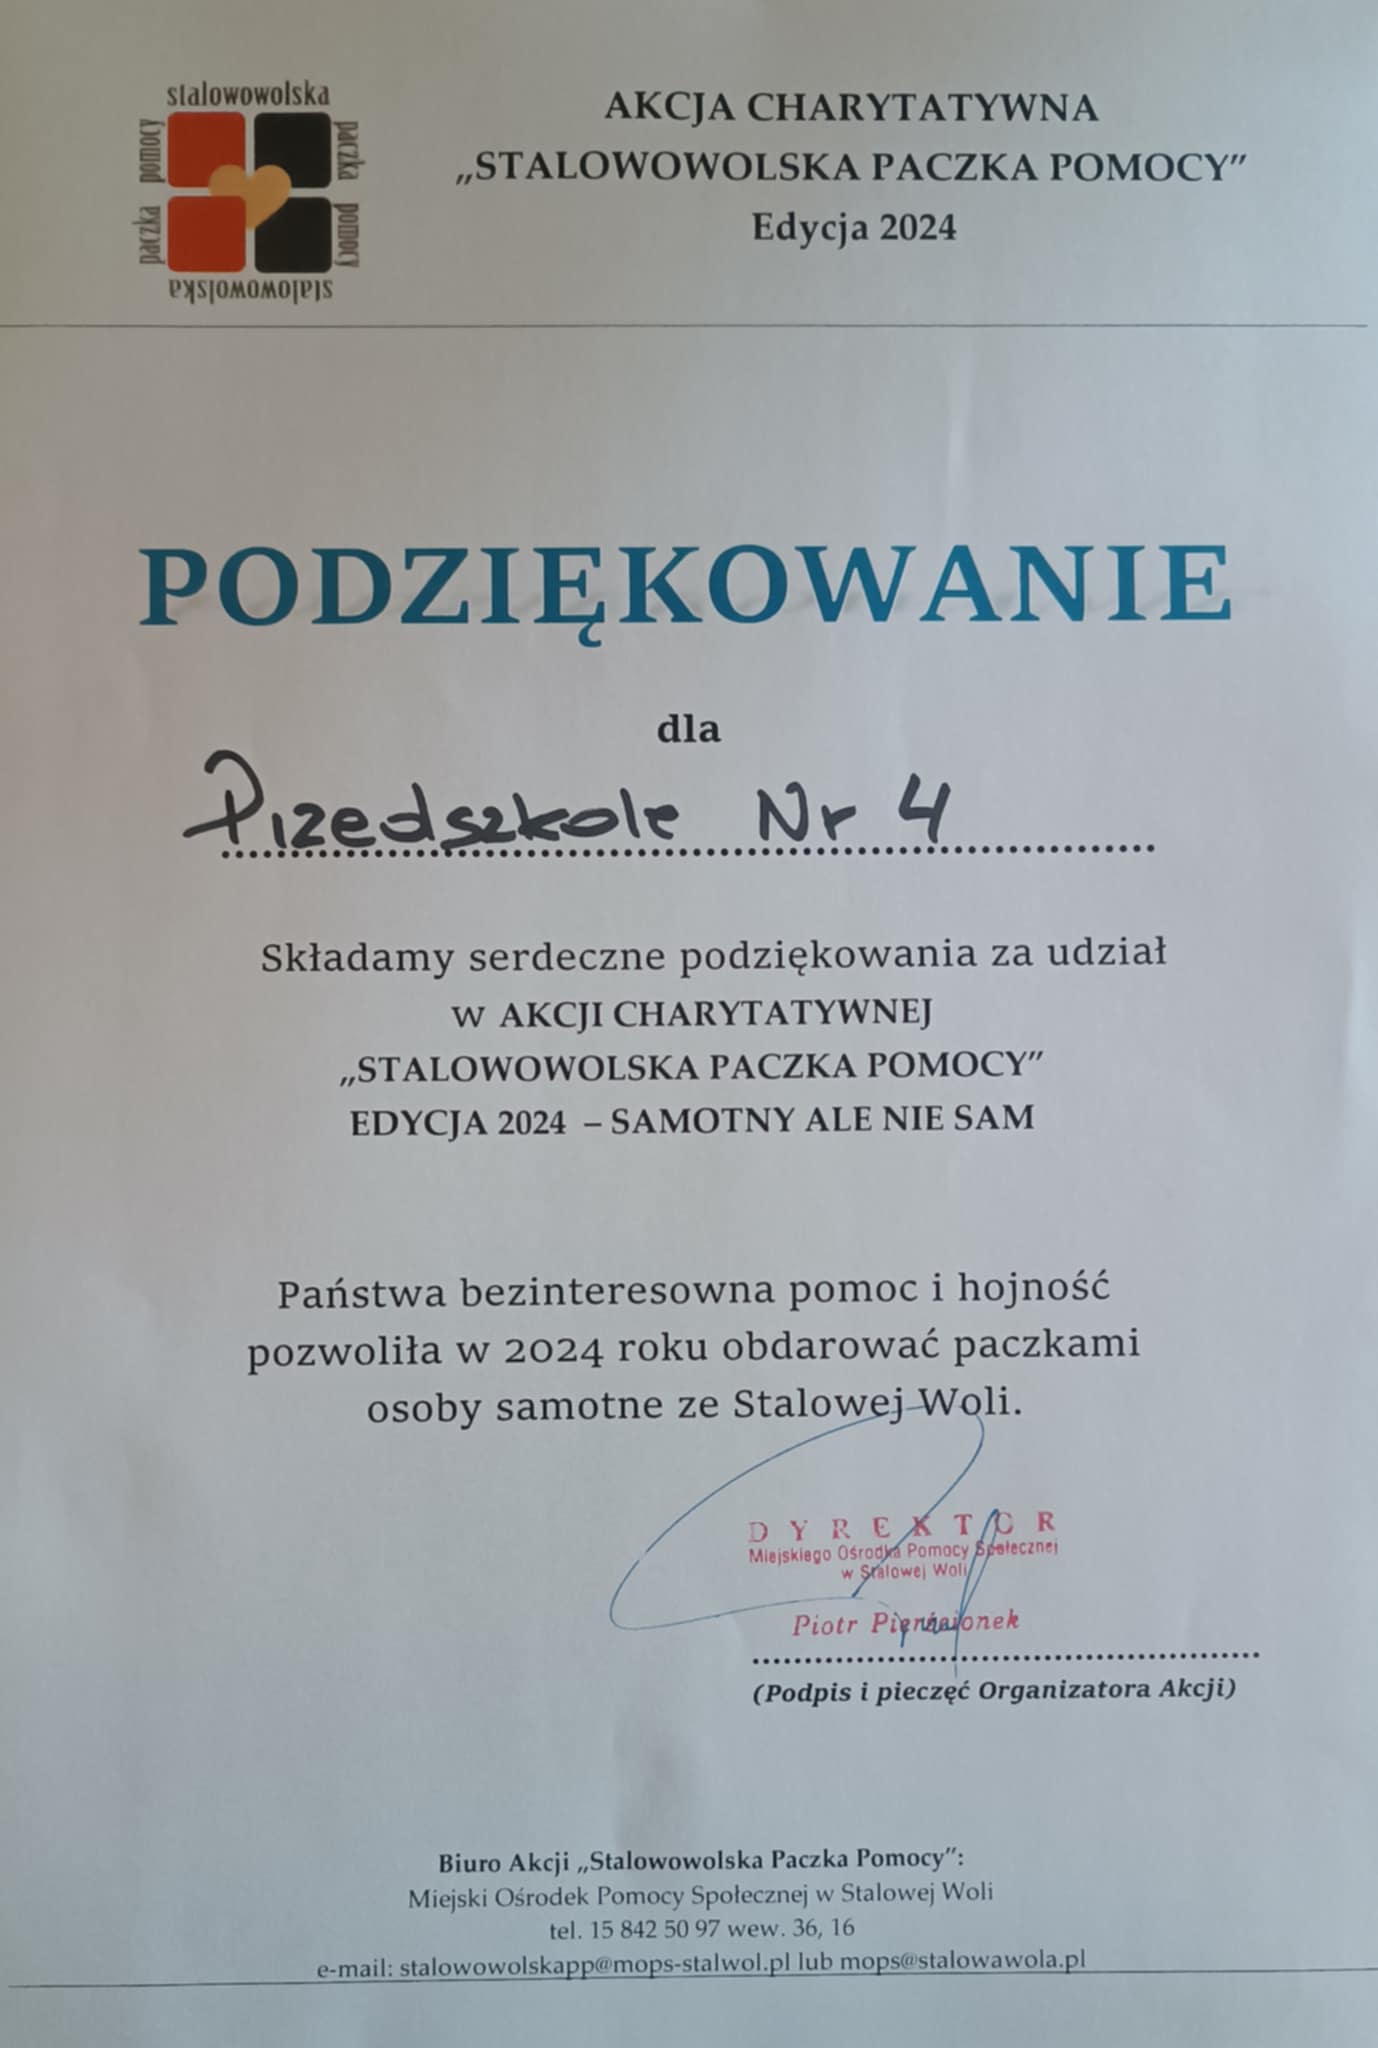 stalowowolska
paczka pomocy
paczka pomocy
stalowowolska
AKCJA CHARYTATYWNA
„STALOWOWOLSKA PACZKA POMOCY”
Edycja 2024
PODZIĘKOWANIE
dla
Przedszkole Nr 4
Składamy serdeczne podziękowania za udział
w AKCJI CHARYTATYWNEJ
„STALOWOWOLSKA PACZKA POMOCY”
EDYCJA 2024 – SAMOTNY ALE NIE SAM
Państwa bezinteresowna pomoc i hojność
pozwoliła w 2024 roku obdarować paczkami
osoby samotne ze Stalowej Woli.
DYREKTOR
Miejskiego Ośrodka Pomocy Społecznej
w Stalowej Woli
Piotr
(Podpis i pieczęć Organizatora Akcji)
Biuro Akcji „Stalowowolska Paczka Pomocy”:
Miejski Ośrodek Pomocy Społecznej w Stalowej Woli
tel. 15 842 50 97 wew. 36, 16
e-mail: stalowowolskapp@mops-stalwol.pl lub mops@stalowawola.pl